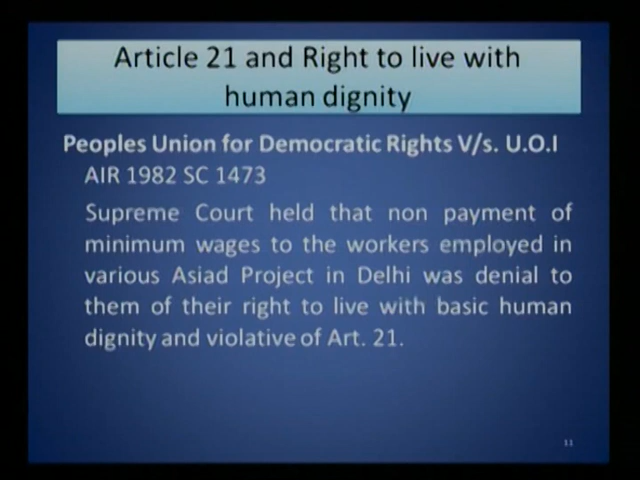 Article 21 and Right to live with
human dignity
Peoples Union for Democratic Rights V/s. U.O.I
AIR 1982 SC 1473
Supreme Court held that non payment of
minimum wages to the workers employed in
various Asiad Project in Delhi was denial to
them of their right to live with basic human
dignity and violative of Art. 21.
11